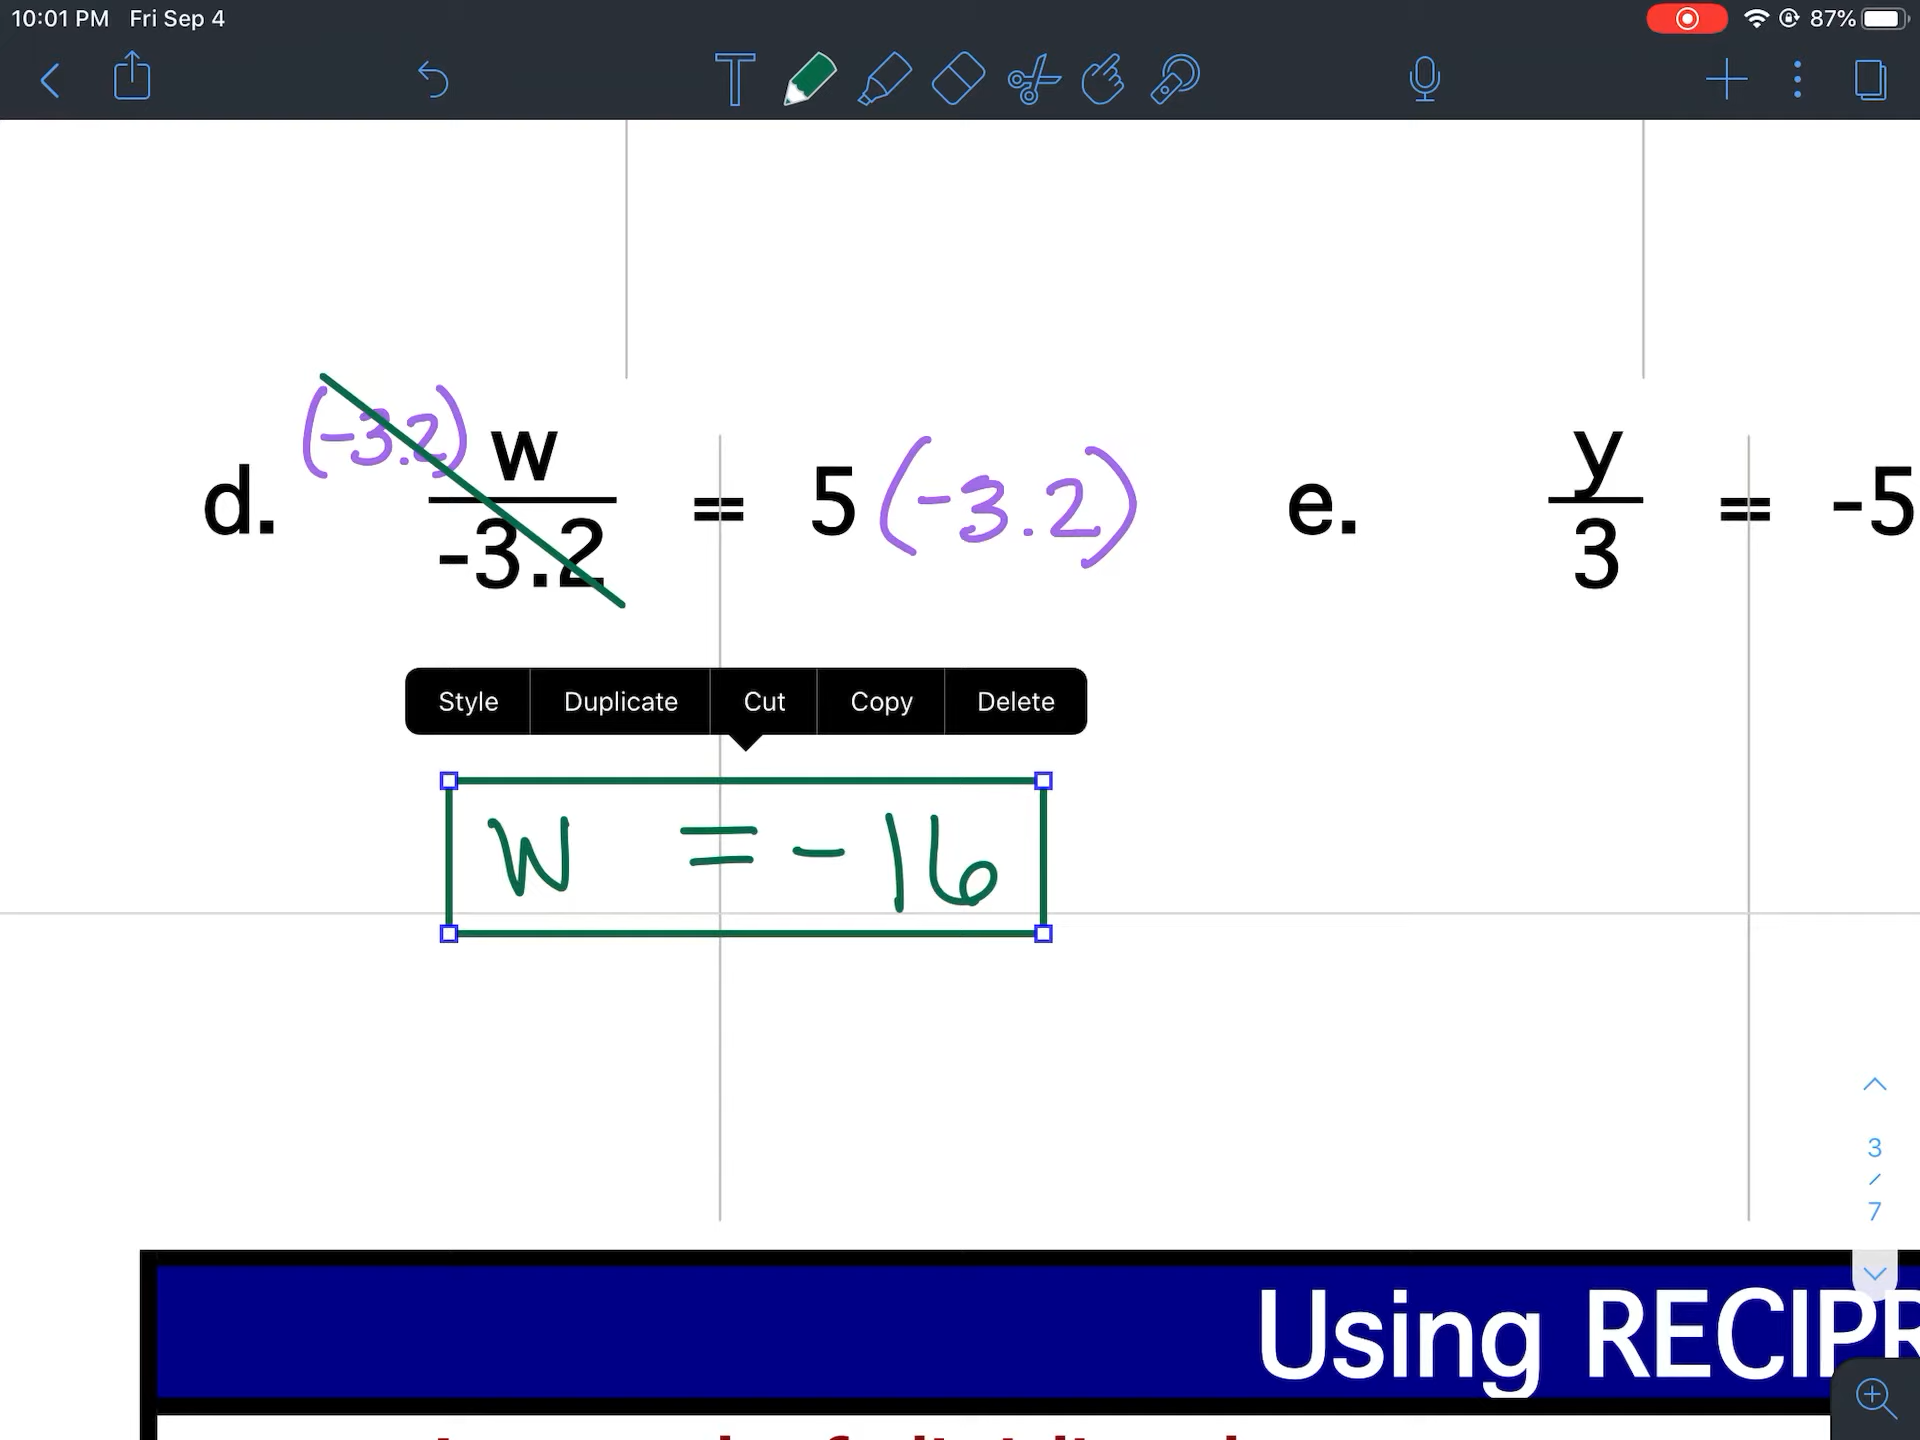 10:01 PM Fri Sep 4 87%
T
d. (-3.2) w / -3.2 = 5 (-3.2)
e. y / 3 = -5
Style Duplicate Cut Copy Delete
w = -16
3 / 7
Using RECIPR